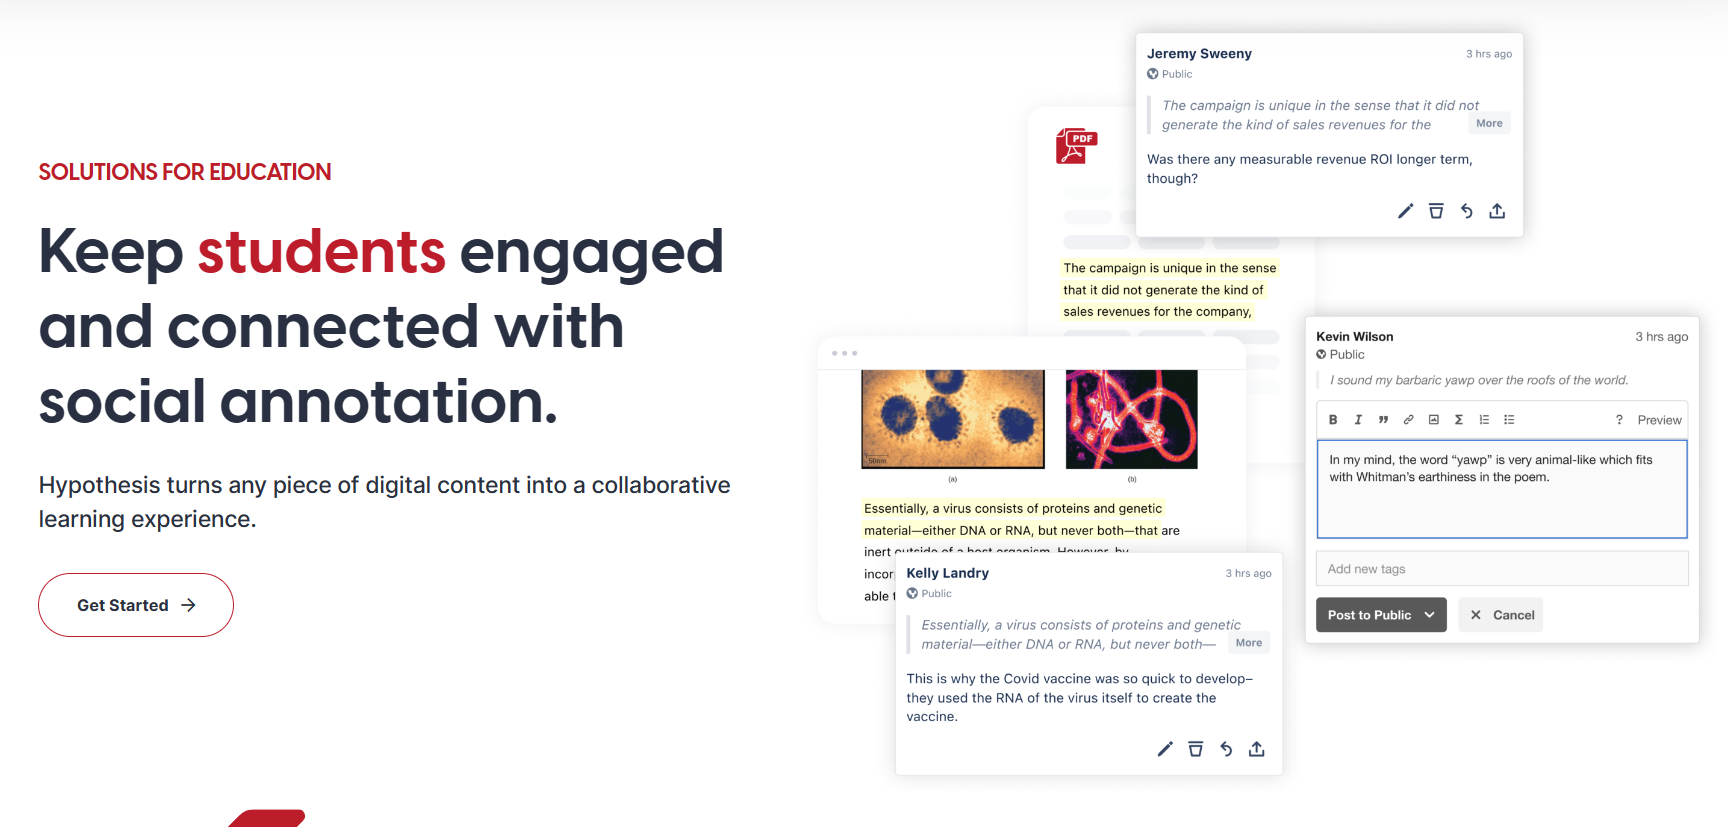 SOLUTIONS FOR EDUCATION
Keep students engaged
and connected with
social annotation.
Hypothesis turns any piece of digital content into a collaborative
learning experience.
Get Started
Jeremy Sweeny
3 hrs ago
Public
The campaign is unique in the sense that it did not
generate the kind of sales revenues for the
More
Was there any measurable revenue ROI longer term,
though?
PDF
The campaign is unique in the sense
that it did not generate the kind of
sales revenues for the company,
50nm
(a)
(b)
Essentially, a virus consists of proteins and genetic
material—either DNA or RNA, but never both—that are
inert outside of a host organism. However, by
incor
able
Kelly Landry
3 hrs ago
Public
Essentially, a virus consists of proteins and genetic
material—either DNA or RNA, but never both—
More
This is why the Covid vaccine was so quick to develop–
they used the RNA of the virus itself to create the
vaccine.
Kevin Wilson
3 hrs ago
Public
I sound my barbaric yawp over the roofs of the world.
B I ” Σ ? Preview
In my mind, the word “yawp” is very animal-like which fits
with Whitman’s earthiness in the poem.
Add new tags
Post to Public
Cancel